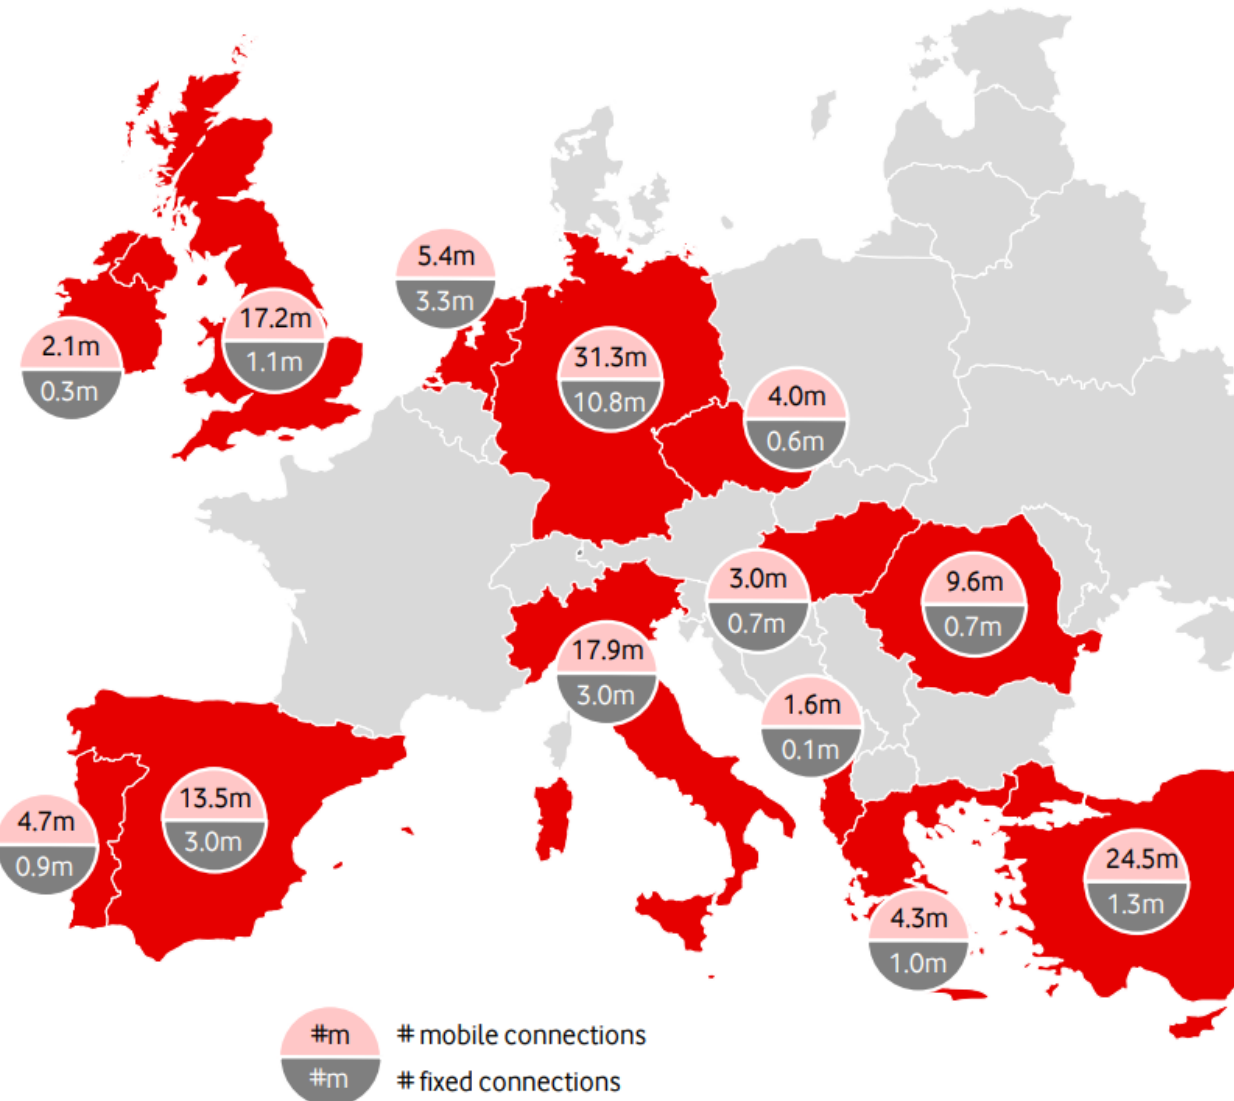 5.4m
3.3m
17.2m
1.1m
2.1m
0.3m
31.3m
10.8m
4.0m
0.6m
3.0m
0.7m
9.6m
0.7m
17.9m
3.0m
1.6m
0.1m
13.5m
3.0m
4.7m
0.9m
24.5m
1.3m
4.3m
1.0m
#m # mobile connections
#m # fixed connections